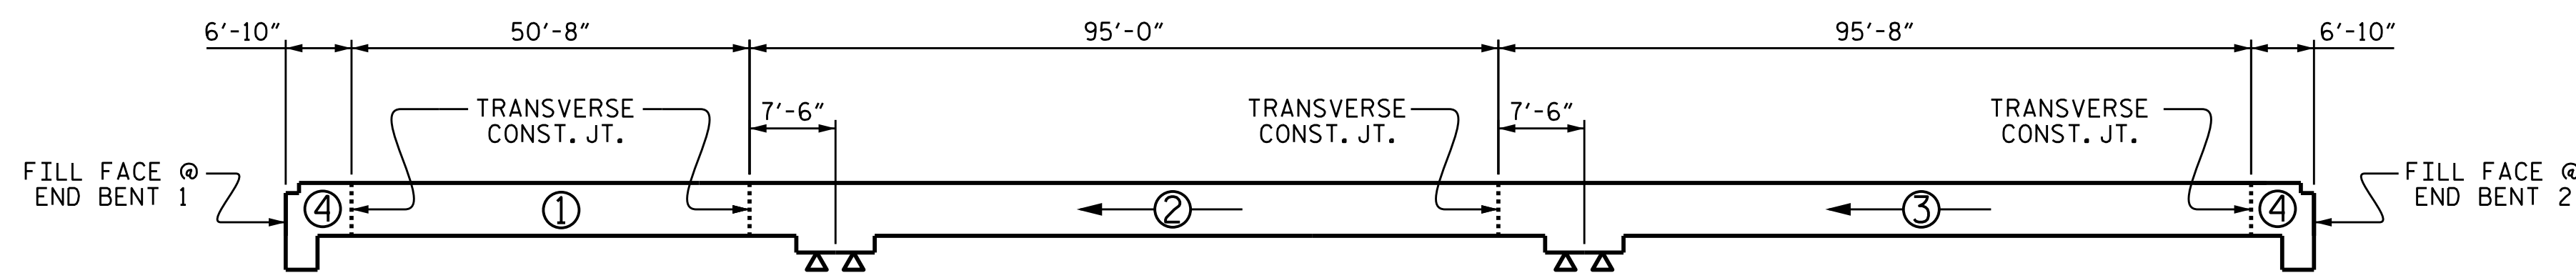 6'-10" 50'-8" 95'-0" 95'-8" 6'-10"
TRANSVERSE
CONST. JT.
7'-6"
TRANSVERSE
CONST. JT.
7'-6"
TRANSVERSE
CONST. JT.
FILL FACE @
END BENT 1
4 1 2 3 4
FILL FACE @
END BENT 2